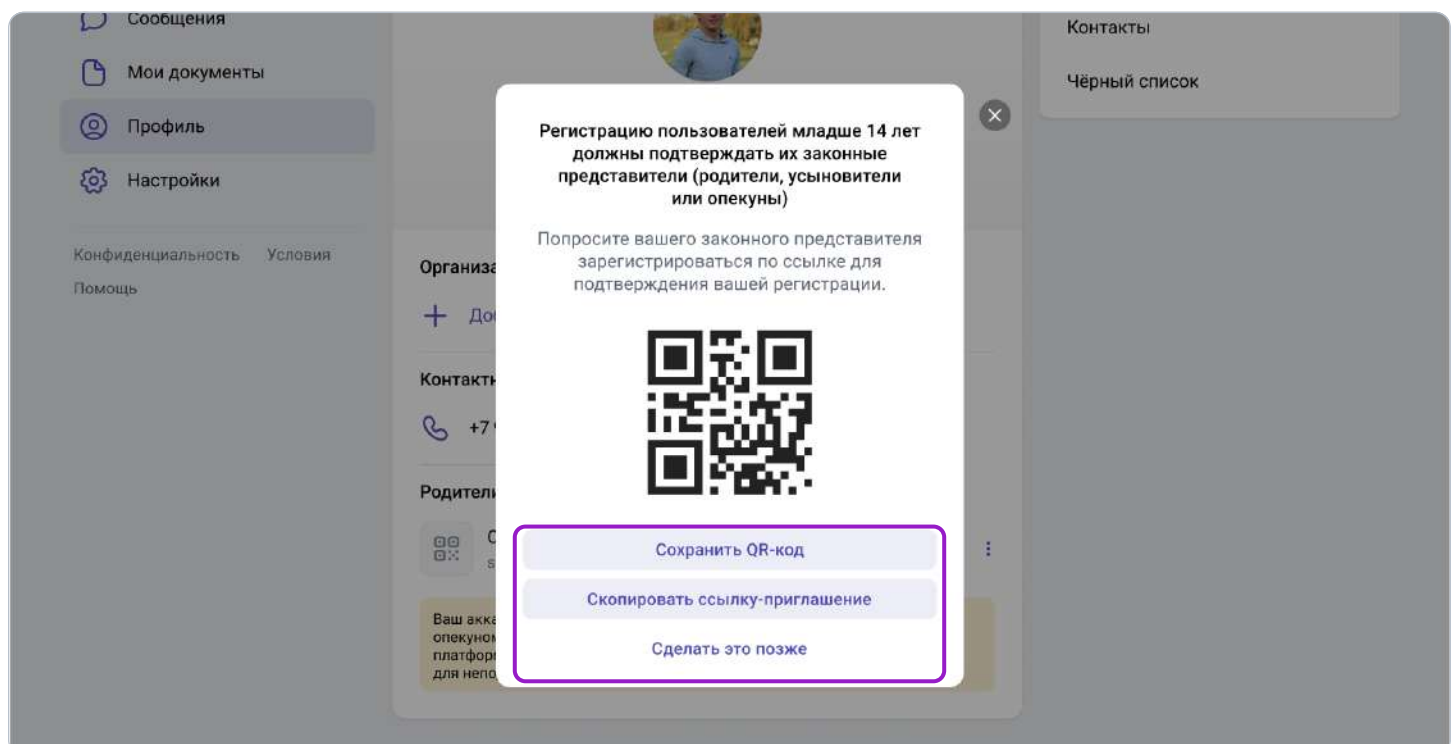 Сообщения
Мои документы
Профиль
Настройки
Конфиденциальность Условия
Помощь
Контакты
Чёрный список
Регистрацию пользователей младше 14 лет
должны подтверждать их законные
представители (родители, усыновители
или опекуны)
Попросите вашего законного представителя
зарегистрироваться по ссылке для
подтверждения вашей регистрации.
Сохранить QR-код
Скопировать ссылку-приглашение
Сделать это позже
+7
Ваш